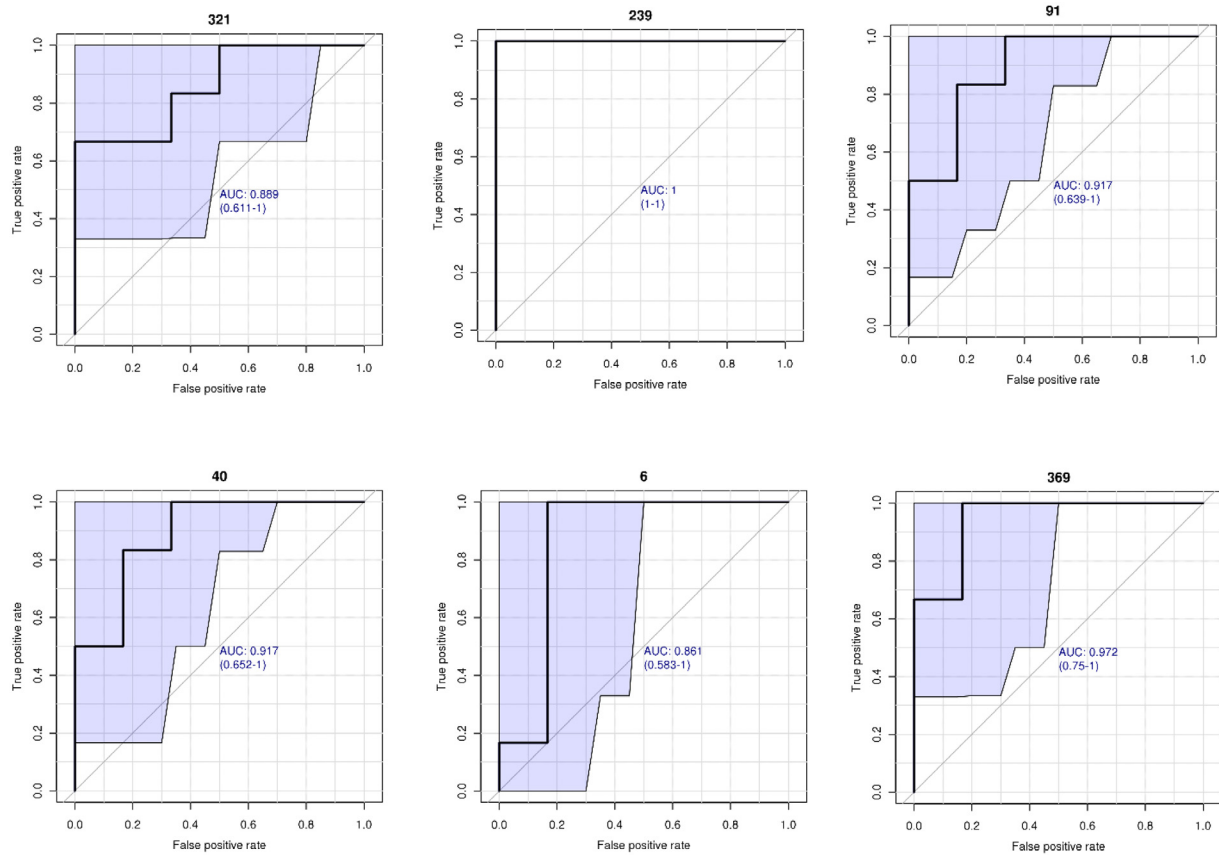 321
1.0
0.8
0.6
0.4
0.2
0.0
True positive rate
AUC: 0.889
(0.611-1)
0.0 0.2 0.4 0.6 0.8 1.0
False positive rate
239
1.0
0.8
0.6
0.4
0.2
0.0
True positive rate
AUC: 1
(1-1)
0.0 0.2 0.4 0.6 0.8 1.0
False positive rate
91
1.0
0.8
0.6
0.4
0.2
0.0
True positive rate
AUC: 0.917
(0.639-1)
0.0 0.2 0.4 0.6 0.8 1.0
False positive rate
40
1.0
0.8
0.6
0.4
0.2
0.0
True positive rate
AUC: 0.917
(0.652-1)
0.0 0.2 0.4 0.6 0.8 1.0
False positive rate
6
1.0
0.8
0.6
0.4
0.2
0.0
True positive rate
AUC: 0.861
(0.583-1)
0.0 0.2 0.4 0.6 0.8 1.0
False positive rate
369
1.0
0.8
0.6
0.4
0.2
0.0
True positive rate
AUC: 0.972
(0.75-1)
0.0 0.2 0.4 0.6 0.8 1.0
False positive rate